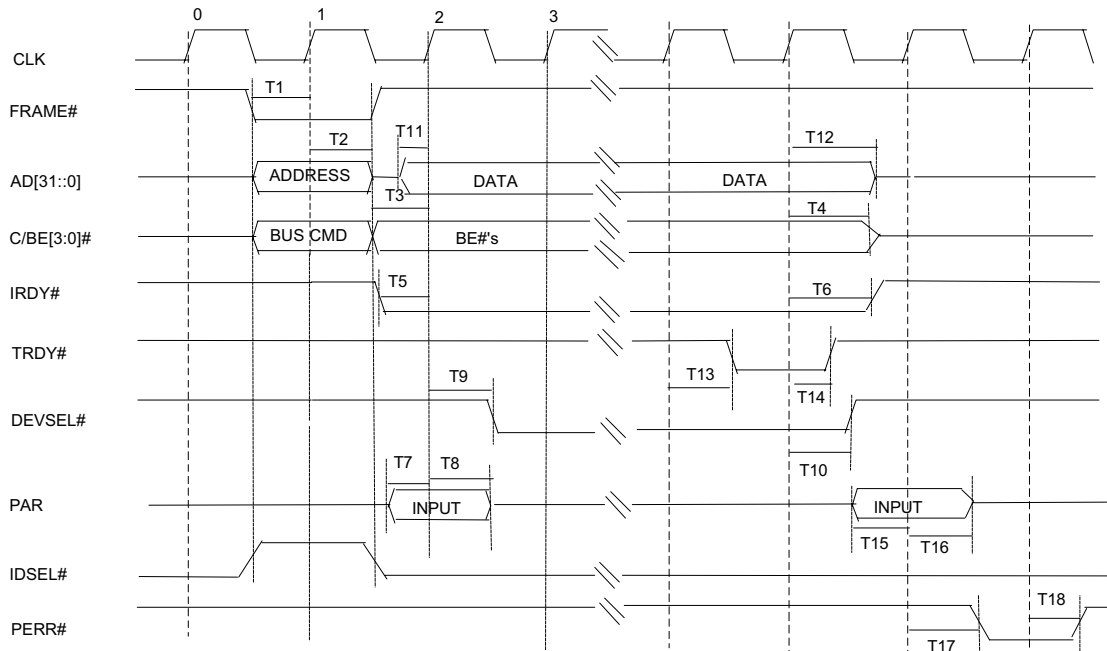 0 1 2 3
CLK
T1
FRAME#
T2 T11 T12
AD[31::0] ADDRESS DATA DATA
T3 T4
C/BE[3:0]# BUS CMD BE#'s
T5 T6
IRDY#
TRDY#
T9 T13 T14
DEVSEL#
T7 T8 T10
PAR INPUT INPUT
T15 T16
IDSEL#
T18
PERR#
T17